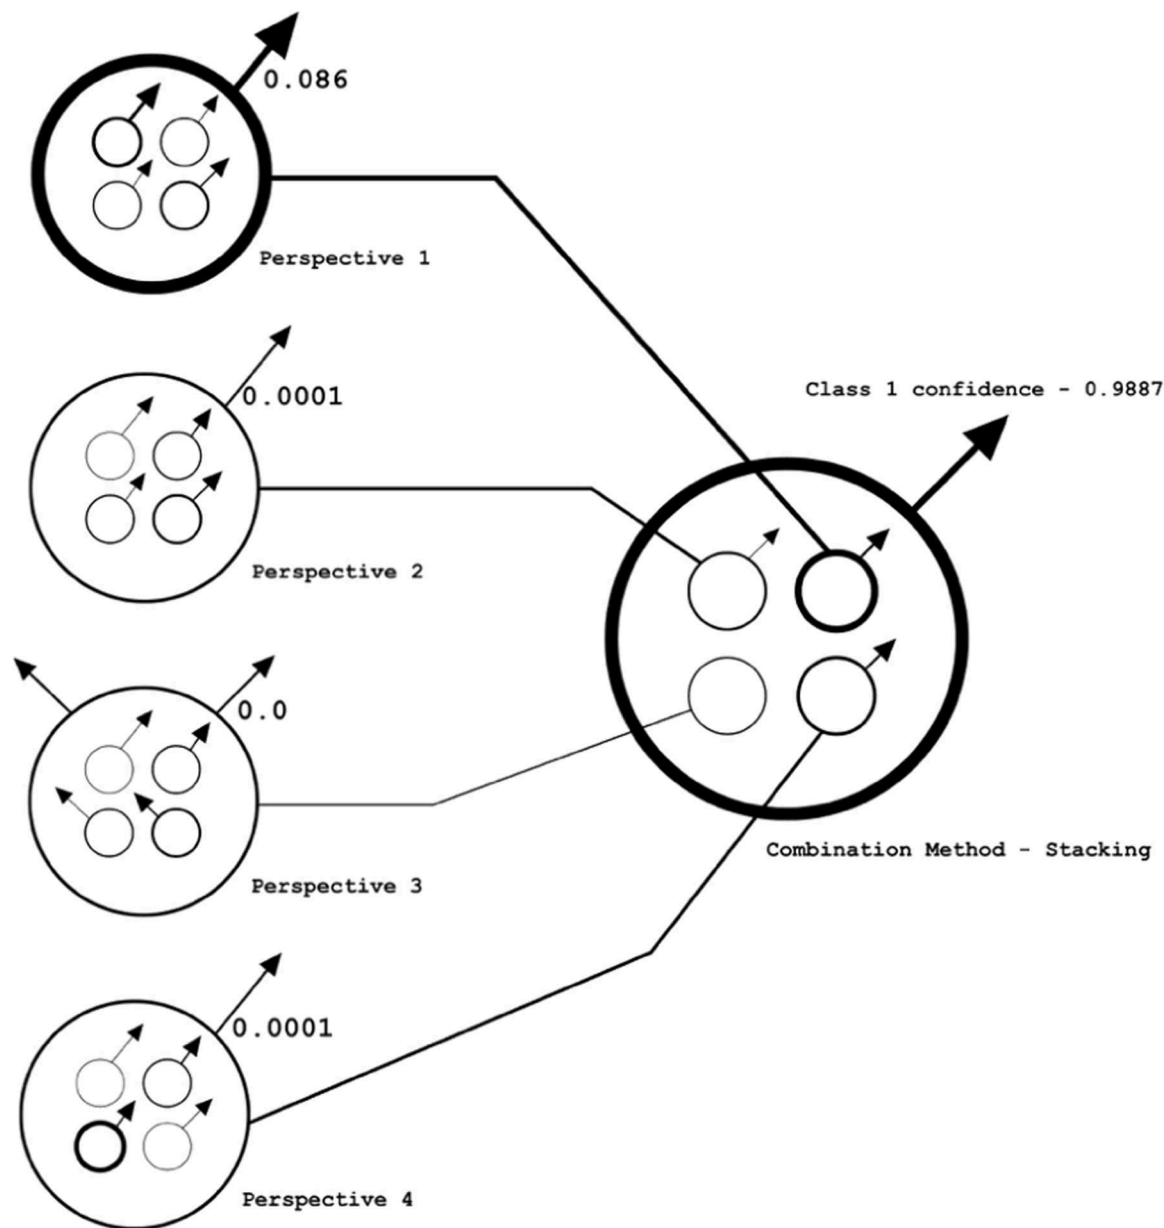 0.086
Perspective 1
0.0001
Perspective 2
Class 1 confidence - 0.9887
0.0
Perspective 3
Combination Method - Stacking
0.0001
Perspective 4